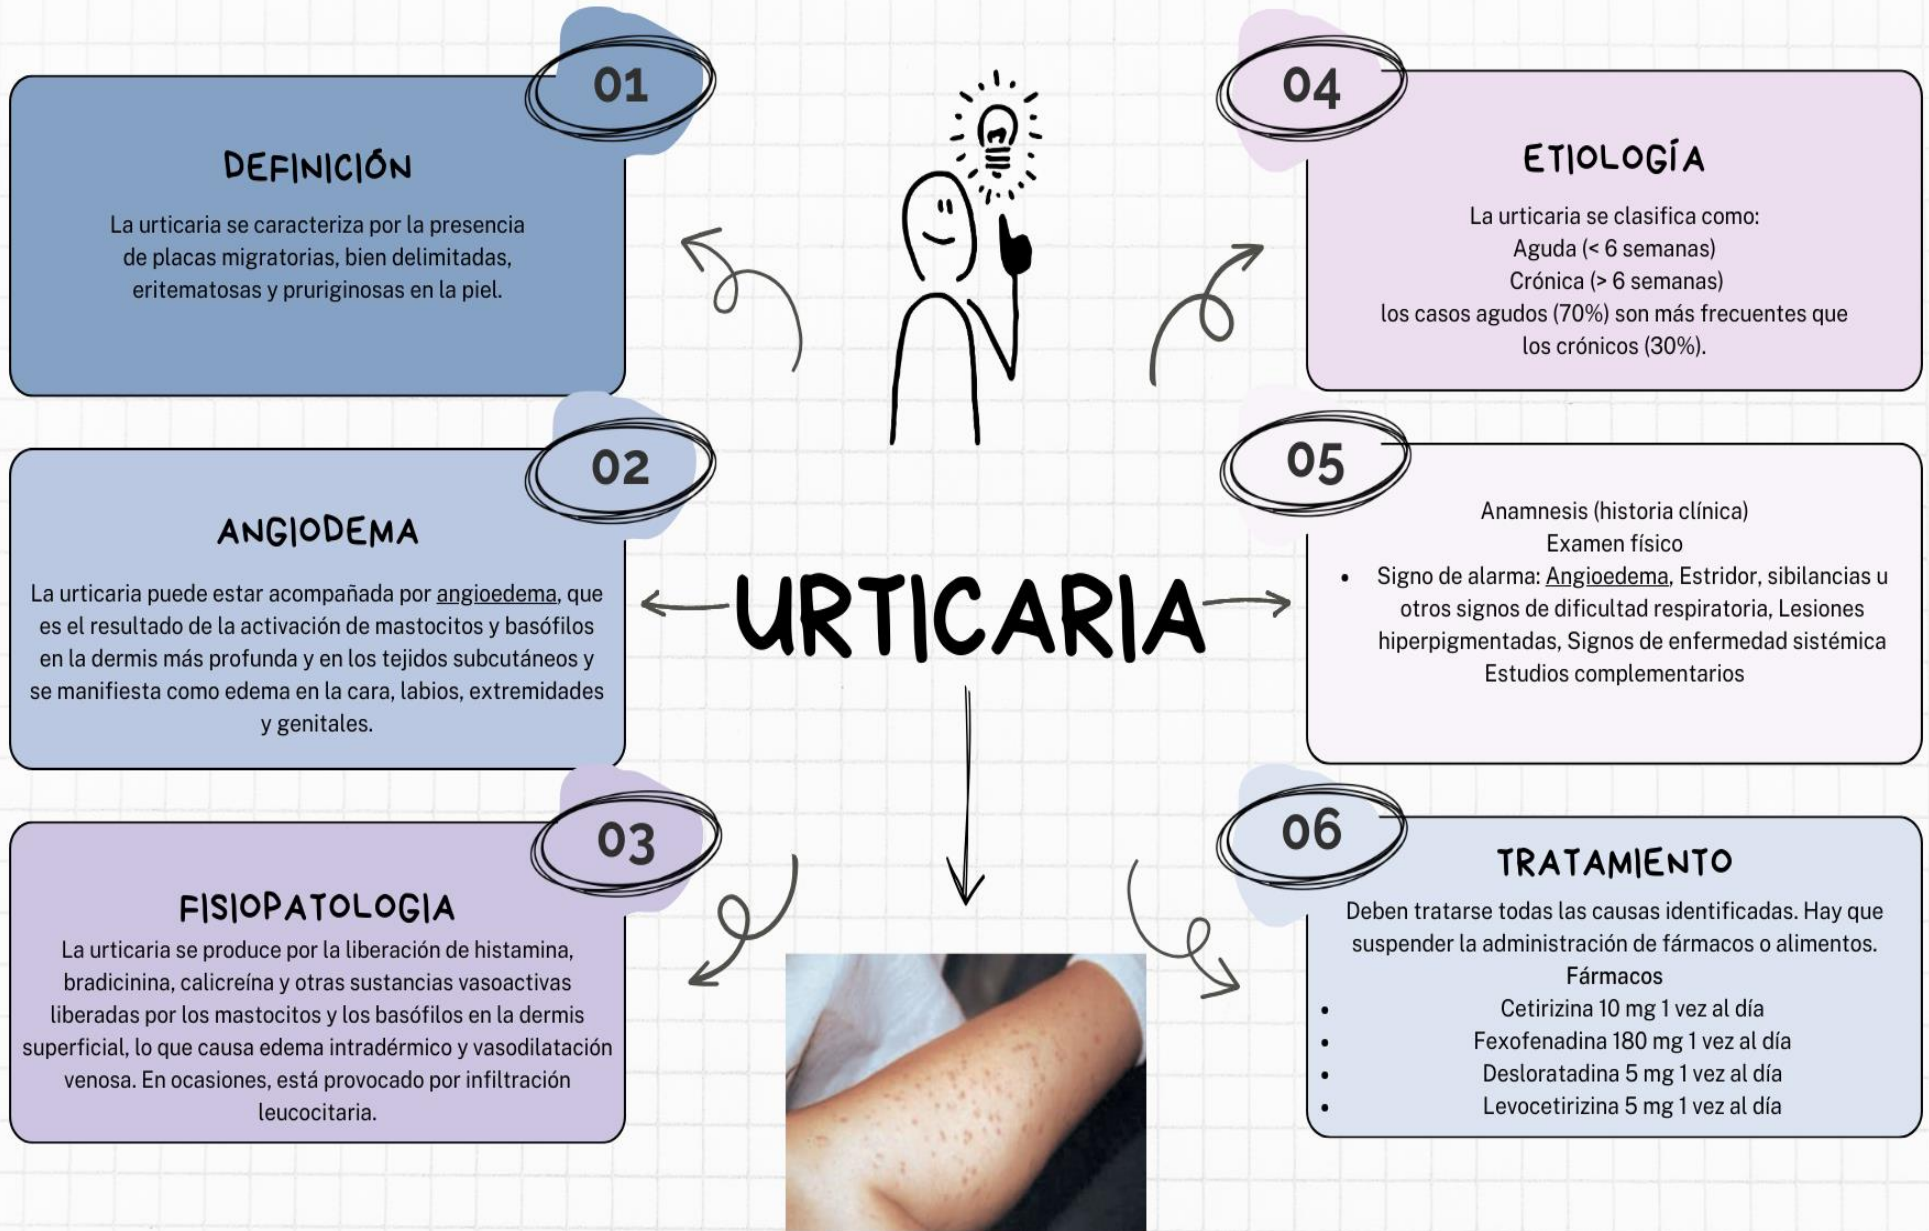 01
DEFINICIÓN
La urticaria se caracteriza por la presencia
de placas migratorias, bien delimitadas,
eritematosas y pruriginosas en la piel.
02
ANGIODEMA
La urticaria puede estar acompañada por angioedema, que
es el resultado de la activación de mastocitos y basófilos
en la dermis más profunda y en los tejidos subcutáneos y
se manifiesta como edema en la cara, labios, extremidades
y genitales.
03
FISIOPATOLOGIA
La urticaria se produce por la liberación de histamina,
bradicinina, calicreína y otras sustancias vasoactivas
liberadas por los mastocitos y los basófilos en la dermis
superficial, lo que causa edema intradérmico y vasodilatación
venosa. En ocasiones, está provocado por infiltración
leucocitaria.
URTICARIA
04
ETIOLOGÍA
La urticaria se clasifica como:
Aguda (< 6 semanas)
Crónica (> 6 semanas)
los casos agudos (70%) son más frecuentes que
los crónicos (30%).
05
Anamnesis (historia clínica)
Examen físico
• Signo de alarma: Angioedema, Estridor, sibilancias u
otros signos de dificultad respiratoria, Lesiones
hiperpigmentadas, Signos de enfermedad sistémica
Estudios complementarios
06
TRATAMIENTO
Deben tratarse todas las causas identificadas. Hay que
suspender la administración de fármacos o alimentos.
Fármacos
• Cetirizina 10 mg 1 vez al día
• Fexofenadina 180 mg 1 vez al día
• Desloratadina 5 mg 1 vez al día
• Levocetirizina 5 mg 1 vez al día